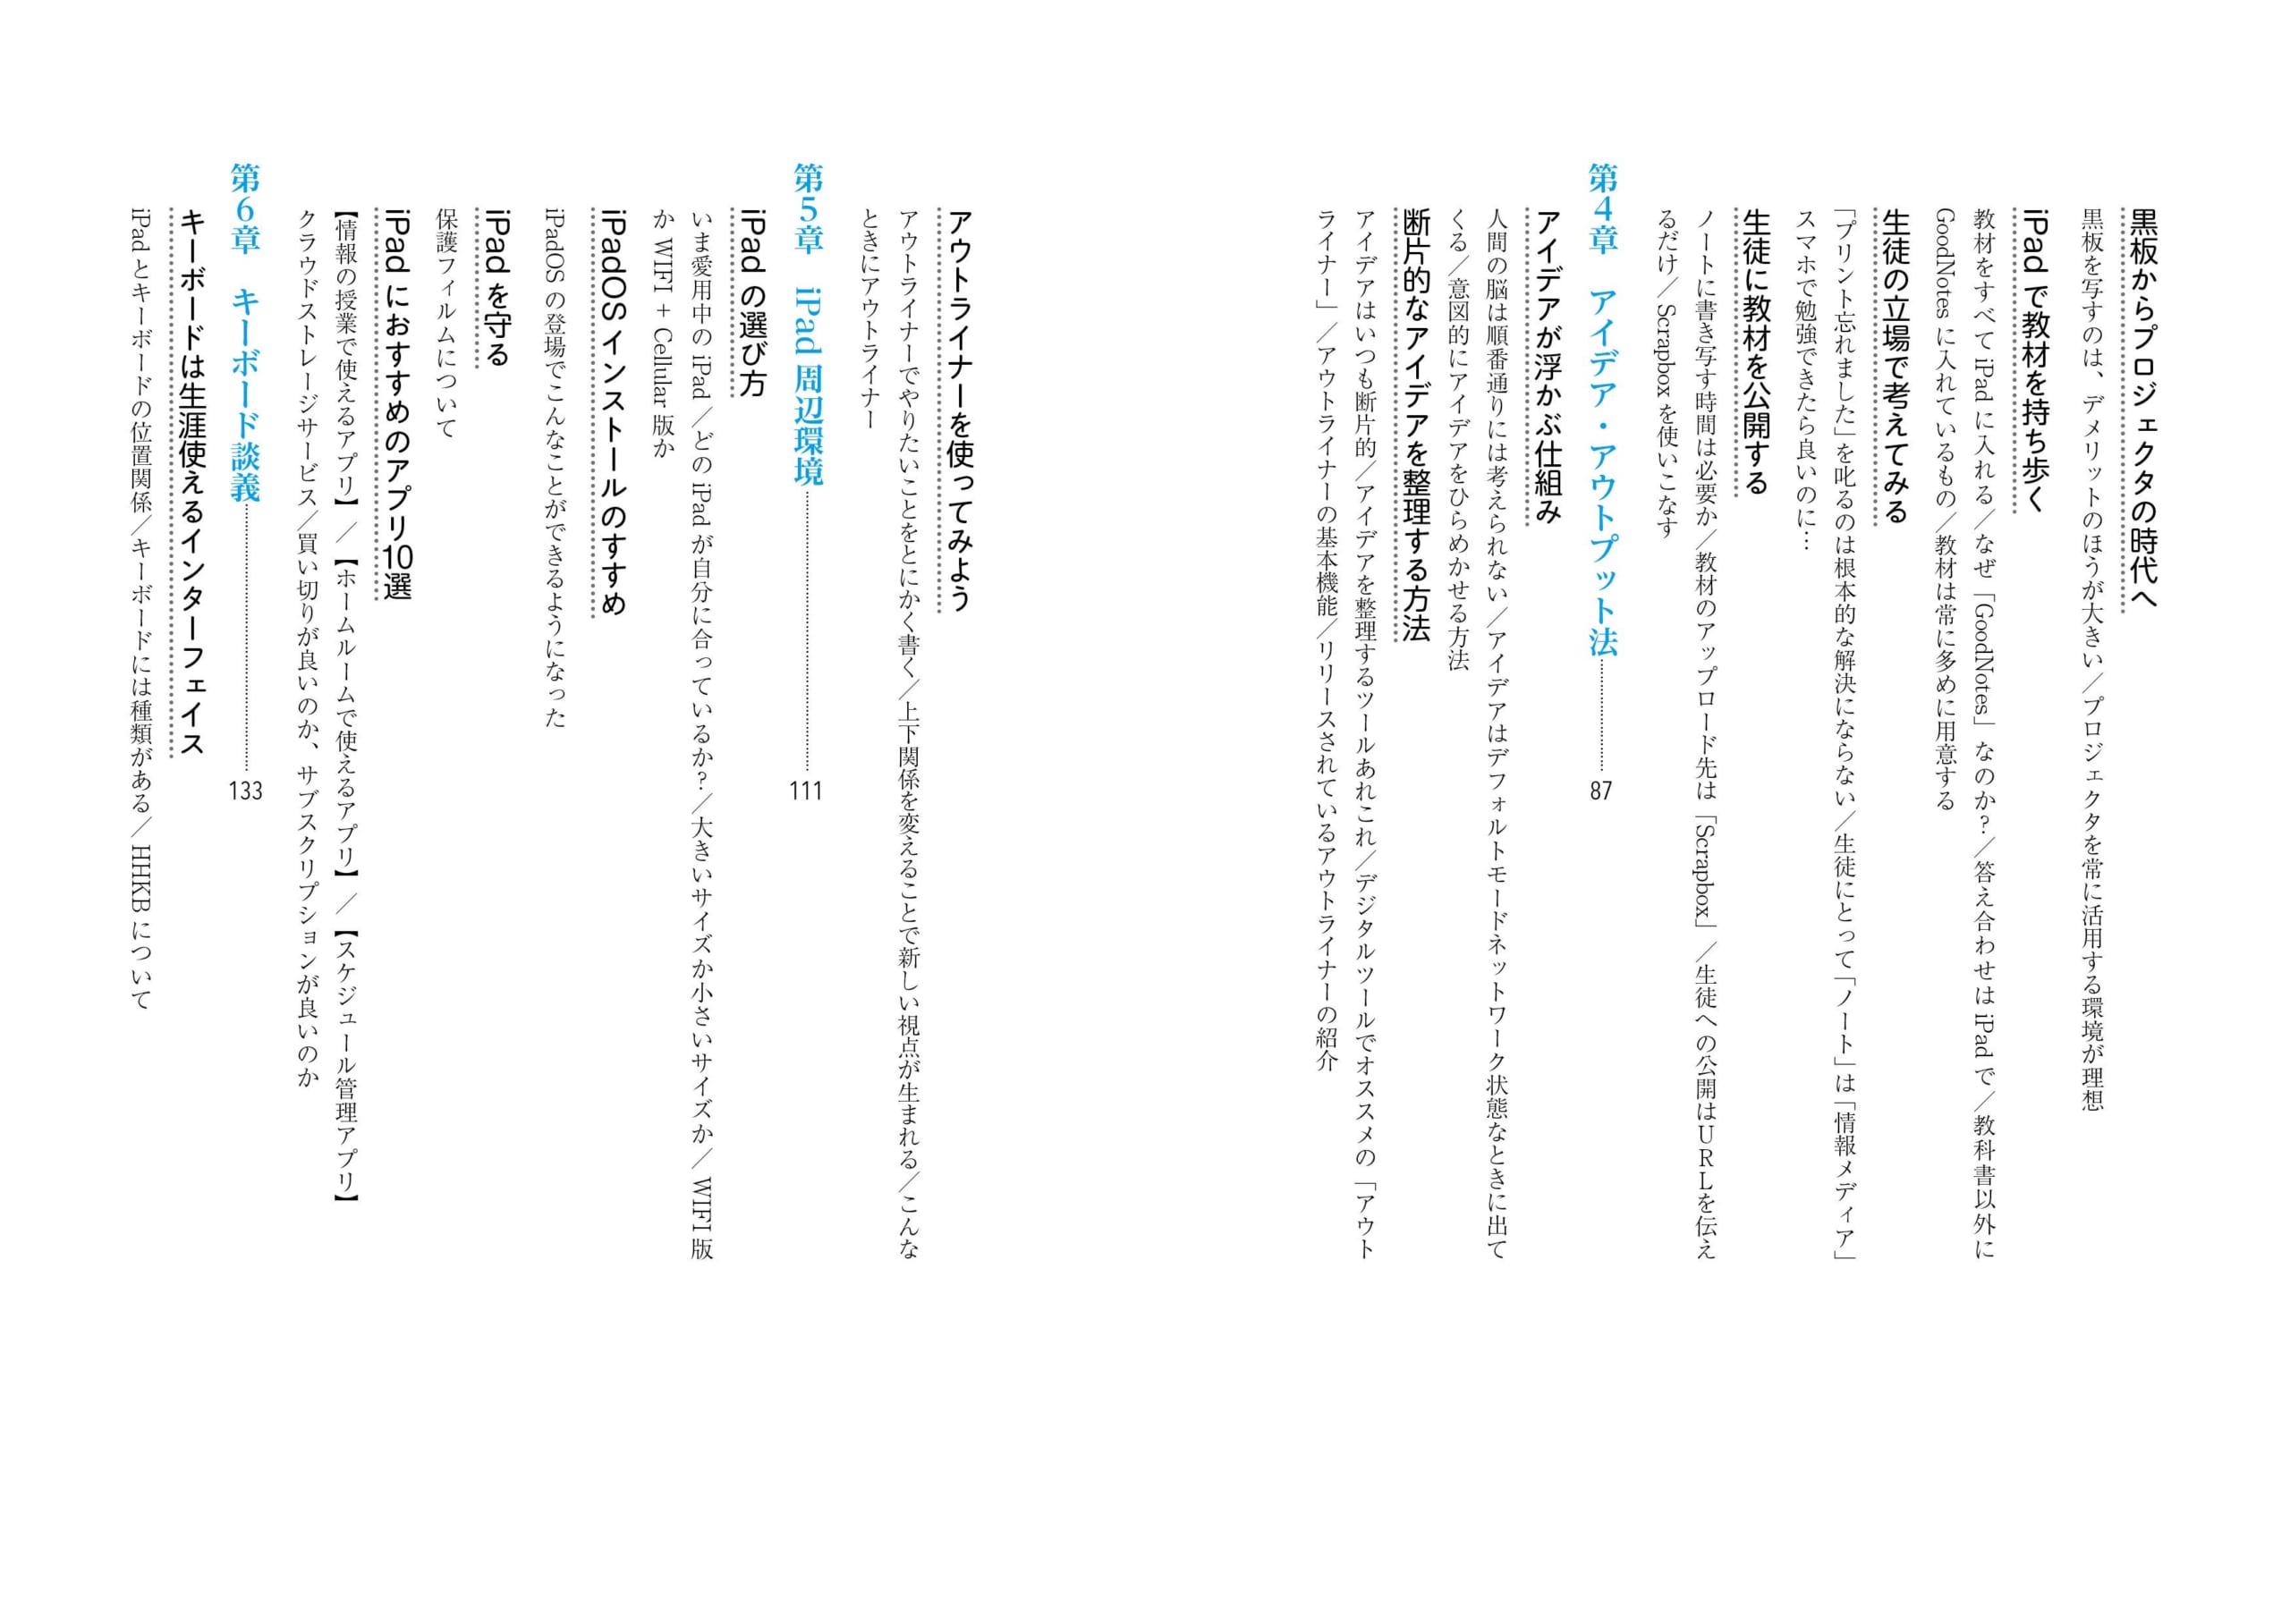 黒板からプロジェクタの時代へ
黒板を写すのは、デメリットのほうが大きい／プロジェクタを常に活用する環境が理想
iPad で教材を持ち歩く
教材をすべて iPad に入れる／なぜ「GoodNotes」なのか?／答え合わせは iPad で／教科書以外に
GoodNotes に入れているもの／教材は常に多めに用意する
生徒の立場で考えてみる
「プリント忘れました」を叱るのは根本的な解決にならない／生徒にとって「ノート」は「情報メディア」
スマホで勉強できたら良いのに…
生徒に教材を公開する
ノートに書き写す時間は必要か／教材のアップロード先は「Scrapbox」／生徒への公開はＵＲＬを伝え
るだけ／Scrapbox を使いこなす
第4章　アイデア・アウトプット法…………87
アイデアが浮かぶ仕組み
人間の脳は順番通りには考えられない／アイデアはデフォルトモードネットワーク状態なときに出て
くる／意図的にアイデアをひらめかせる方法
断片的なアイデアを整理する方法
アイデアはいつも断片的／アイデアを整理するツールあれこれ／デジタルツールでオススメの「アウト
ライナー」／アウトライナーの基本機能／リリースされているアウトライナーの紹介
アウトライナーを使ってみよう
アウトライナーでやりたいことをとにかく書く／上下関係を変えることで新しい視点が生まれる／こんな
ときにアウトライナー
第5章　iPad 周辺環境…………………………111
iPad の選び方
いま愛用中の iPad／どの iPad が自分に合っているか?／大きいサイズか小さいサイズか／WIFI 版
か WIFI + Cellular 版か
iPadOS インストールのすすめ
iPadOS の登場でこんなことができるようになった
iPad を守る
保護フィルムについて
iPad におすすめのアプリ10選
【情報の授業で使えるアプリ】／【ホームルームで使えるアプリ】／【スケジュール管理アプリ】
クラウドストレージサービス／買い切りが良いのか、サブスクリプションが良いのか
第6章　キーボード談義…………………………133
キーボードは生涯使えるインターフェイス
iPad とキーボードの位置関係／キーボードには種類がある／HHKB について